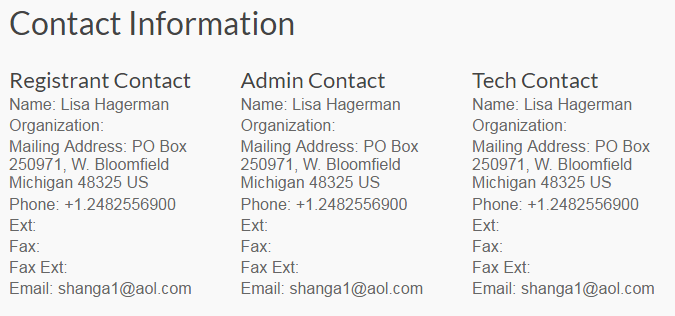 Contact Information
Registrant Contact
Name: Lisa Hagerman
Organization:
Mailing Address: PO Box
250971, W. Bloomfield
Michigan 48325 US
Phone: +1.2482556900
Ext:
Fax:
Fax Ext:
Email: shanga1@aol.com
Admin Contact
Name: Lisa Hagerman
Organization:
Mailing Address: PO Box
250971, W. Bloomfield
Michigan 48325 US
Phone: +1.2482556900
Ext:
Fax:
Fax Ext:
Email: shanga1@aol.com
Tech Contact
Name: Lisa Hagerman
Organization:
Mailing Address: PO Box
250971, W. Bloomfield
Michigan 48325 US
Phone: +1.2482556900
Ext:
Fax:
Fax Ext:
Email: shanga1@aol.com